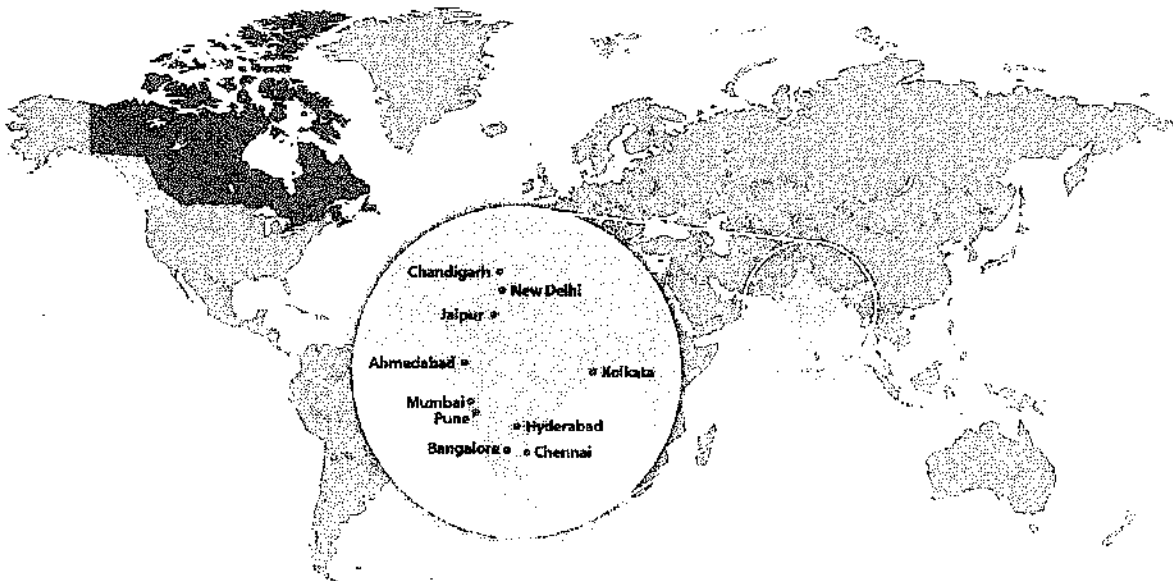 Chandigarh
New Delhi
Jaipur
Ahmedabad
Kolkata
Mumbai
Pune
Hyderabad
Bangalore
Chennai